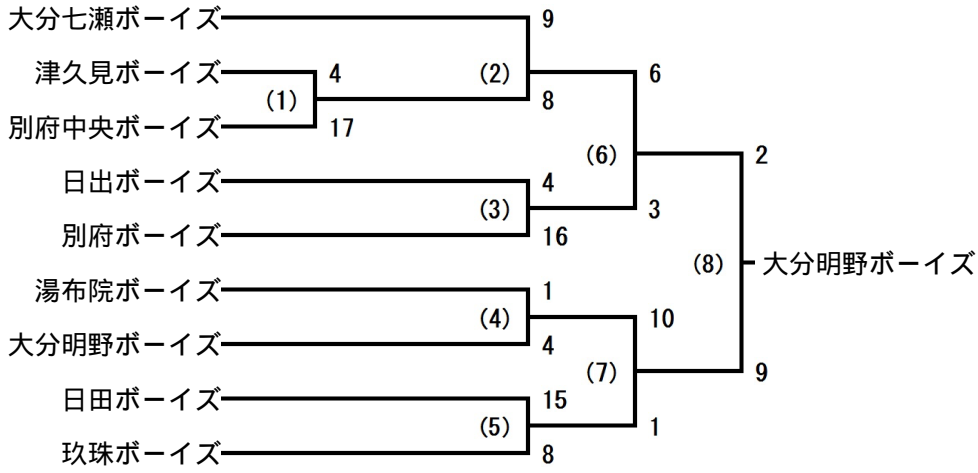 大分七瀬ボーイズ 9
津久見ボーイズ 4 (2) 6
(1) 8
別府中央ボーイズ 17
(6) 2
日出ボーイズ 4
(3) 3
別府ボーイズ 16
(8) 大分明野ボーイズ
湯布院ボーイズ 1
(4) 10
大分明野ボーイズ 4
(7) 9
日田ボーイズ 15
(5) 1
玖珠ボーイズ 8